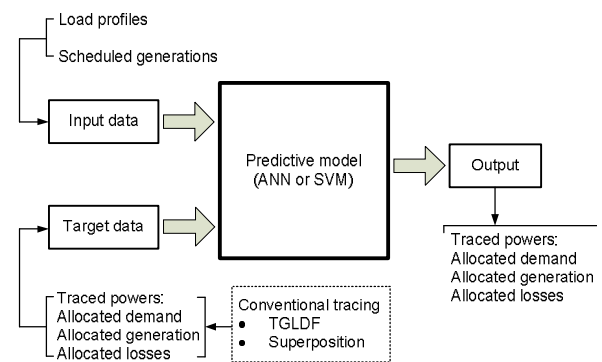 Load profiles
Scheduled generations
Input data
Predictive model
(ANN or SVM)
Output
Target data
Traced powers:
Allocated demand
Allocated generation
Allocated losses
Traced powers:
Allocated demand
Allocated generation
Allocated losses
Conventional tracing
• TGLDF
• Superposition